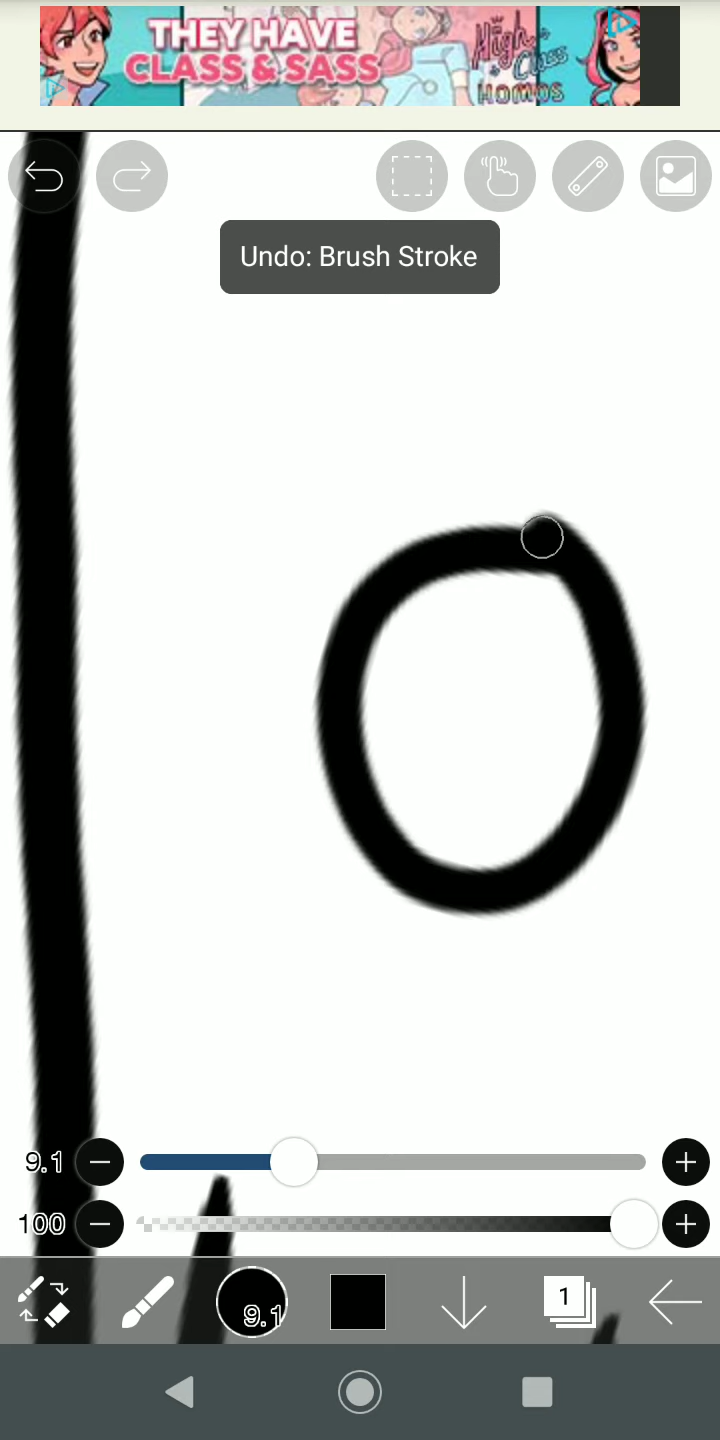 THEY HAVE
CLASS & SASS
High
Class
HOMOS
Undo: Brush Stroke
9.1
100
9.1
1